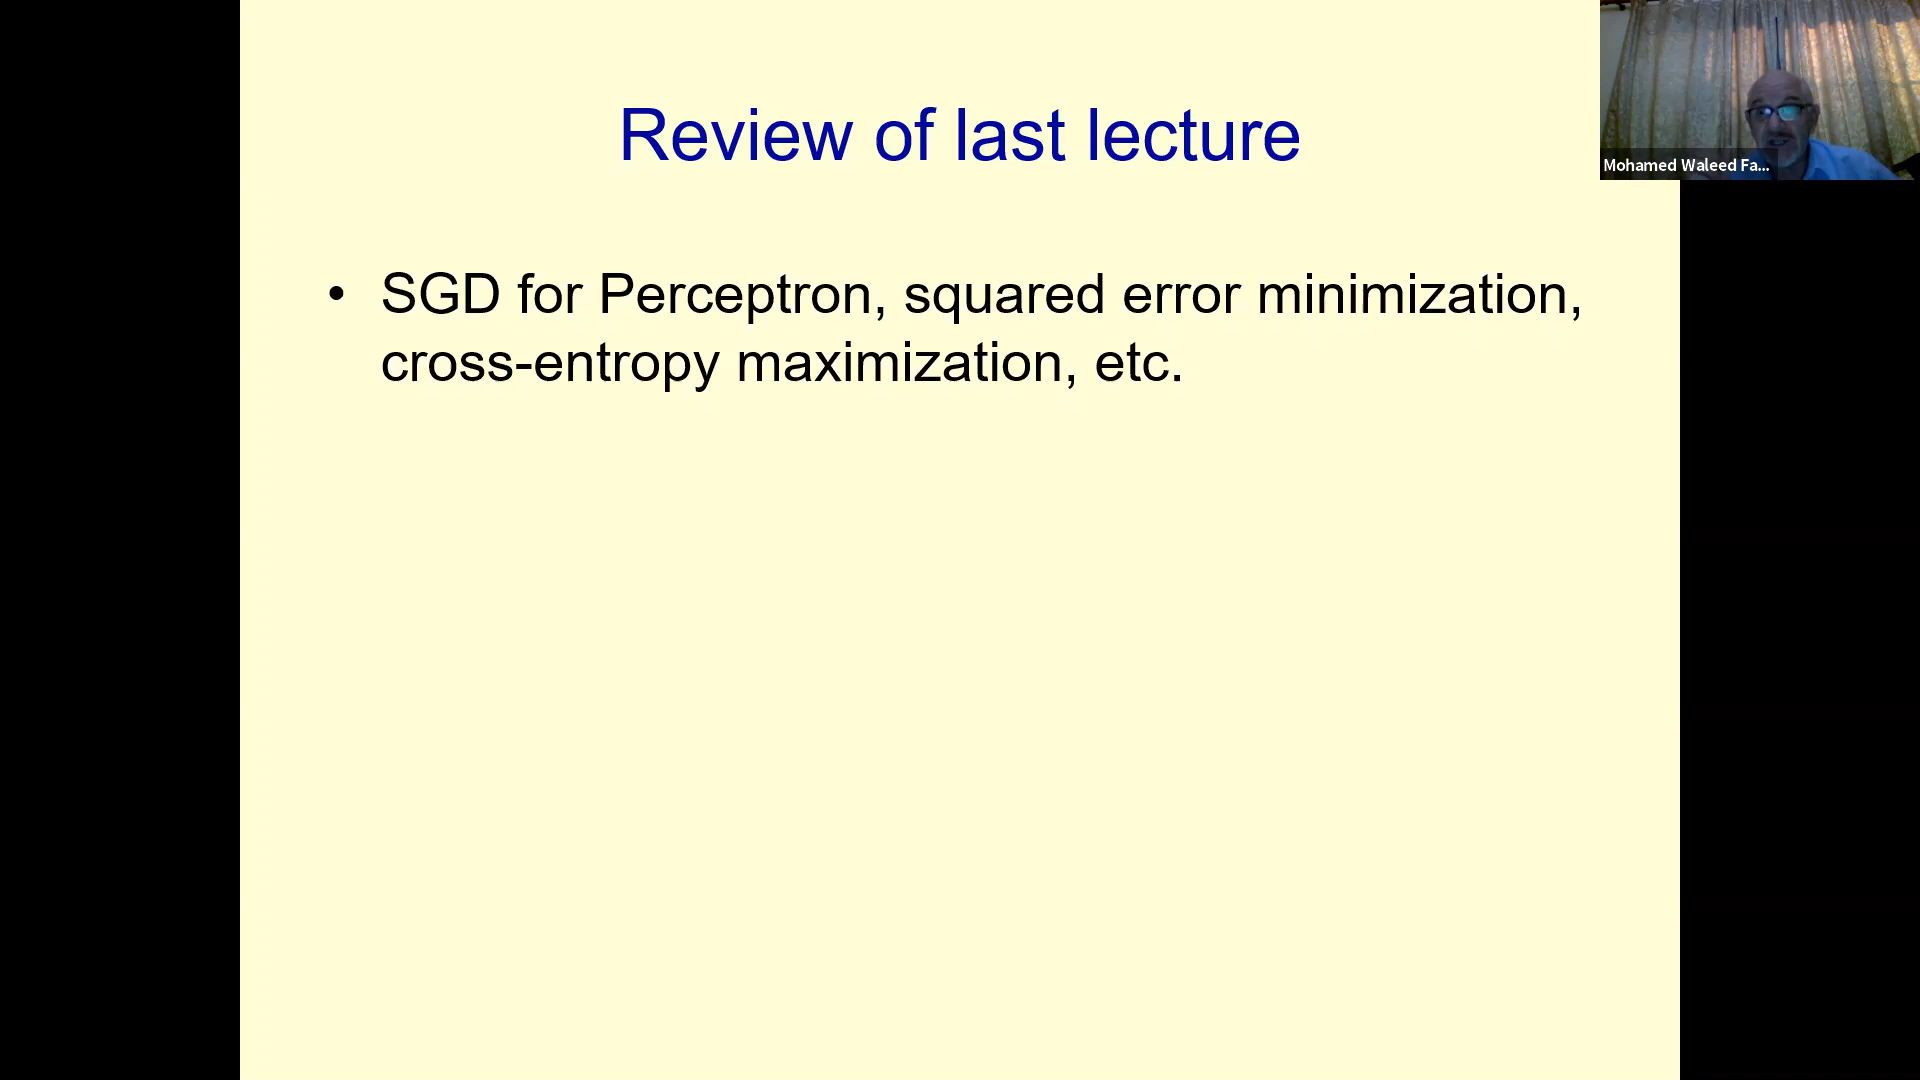 Review of last lecture
Mohamed Waleed Fa...
• SGD for Perceptron, squared error minimization,
cross-entropy maximization, etc.